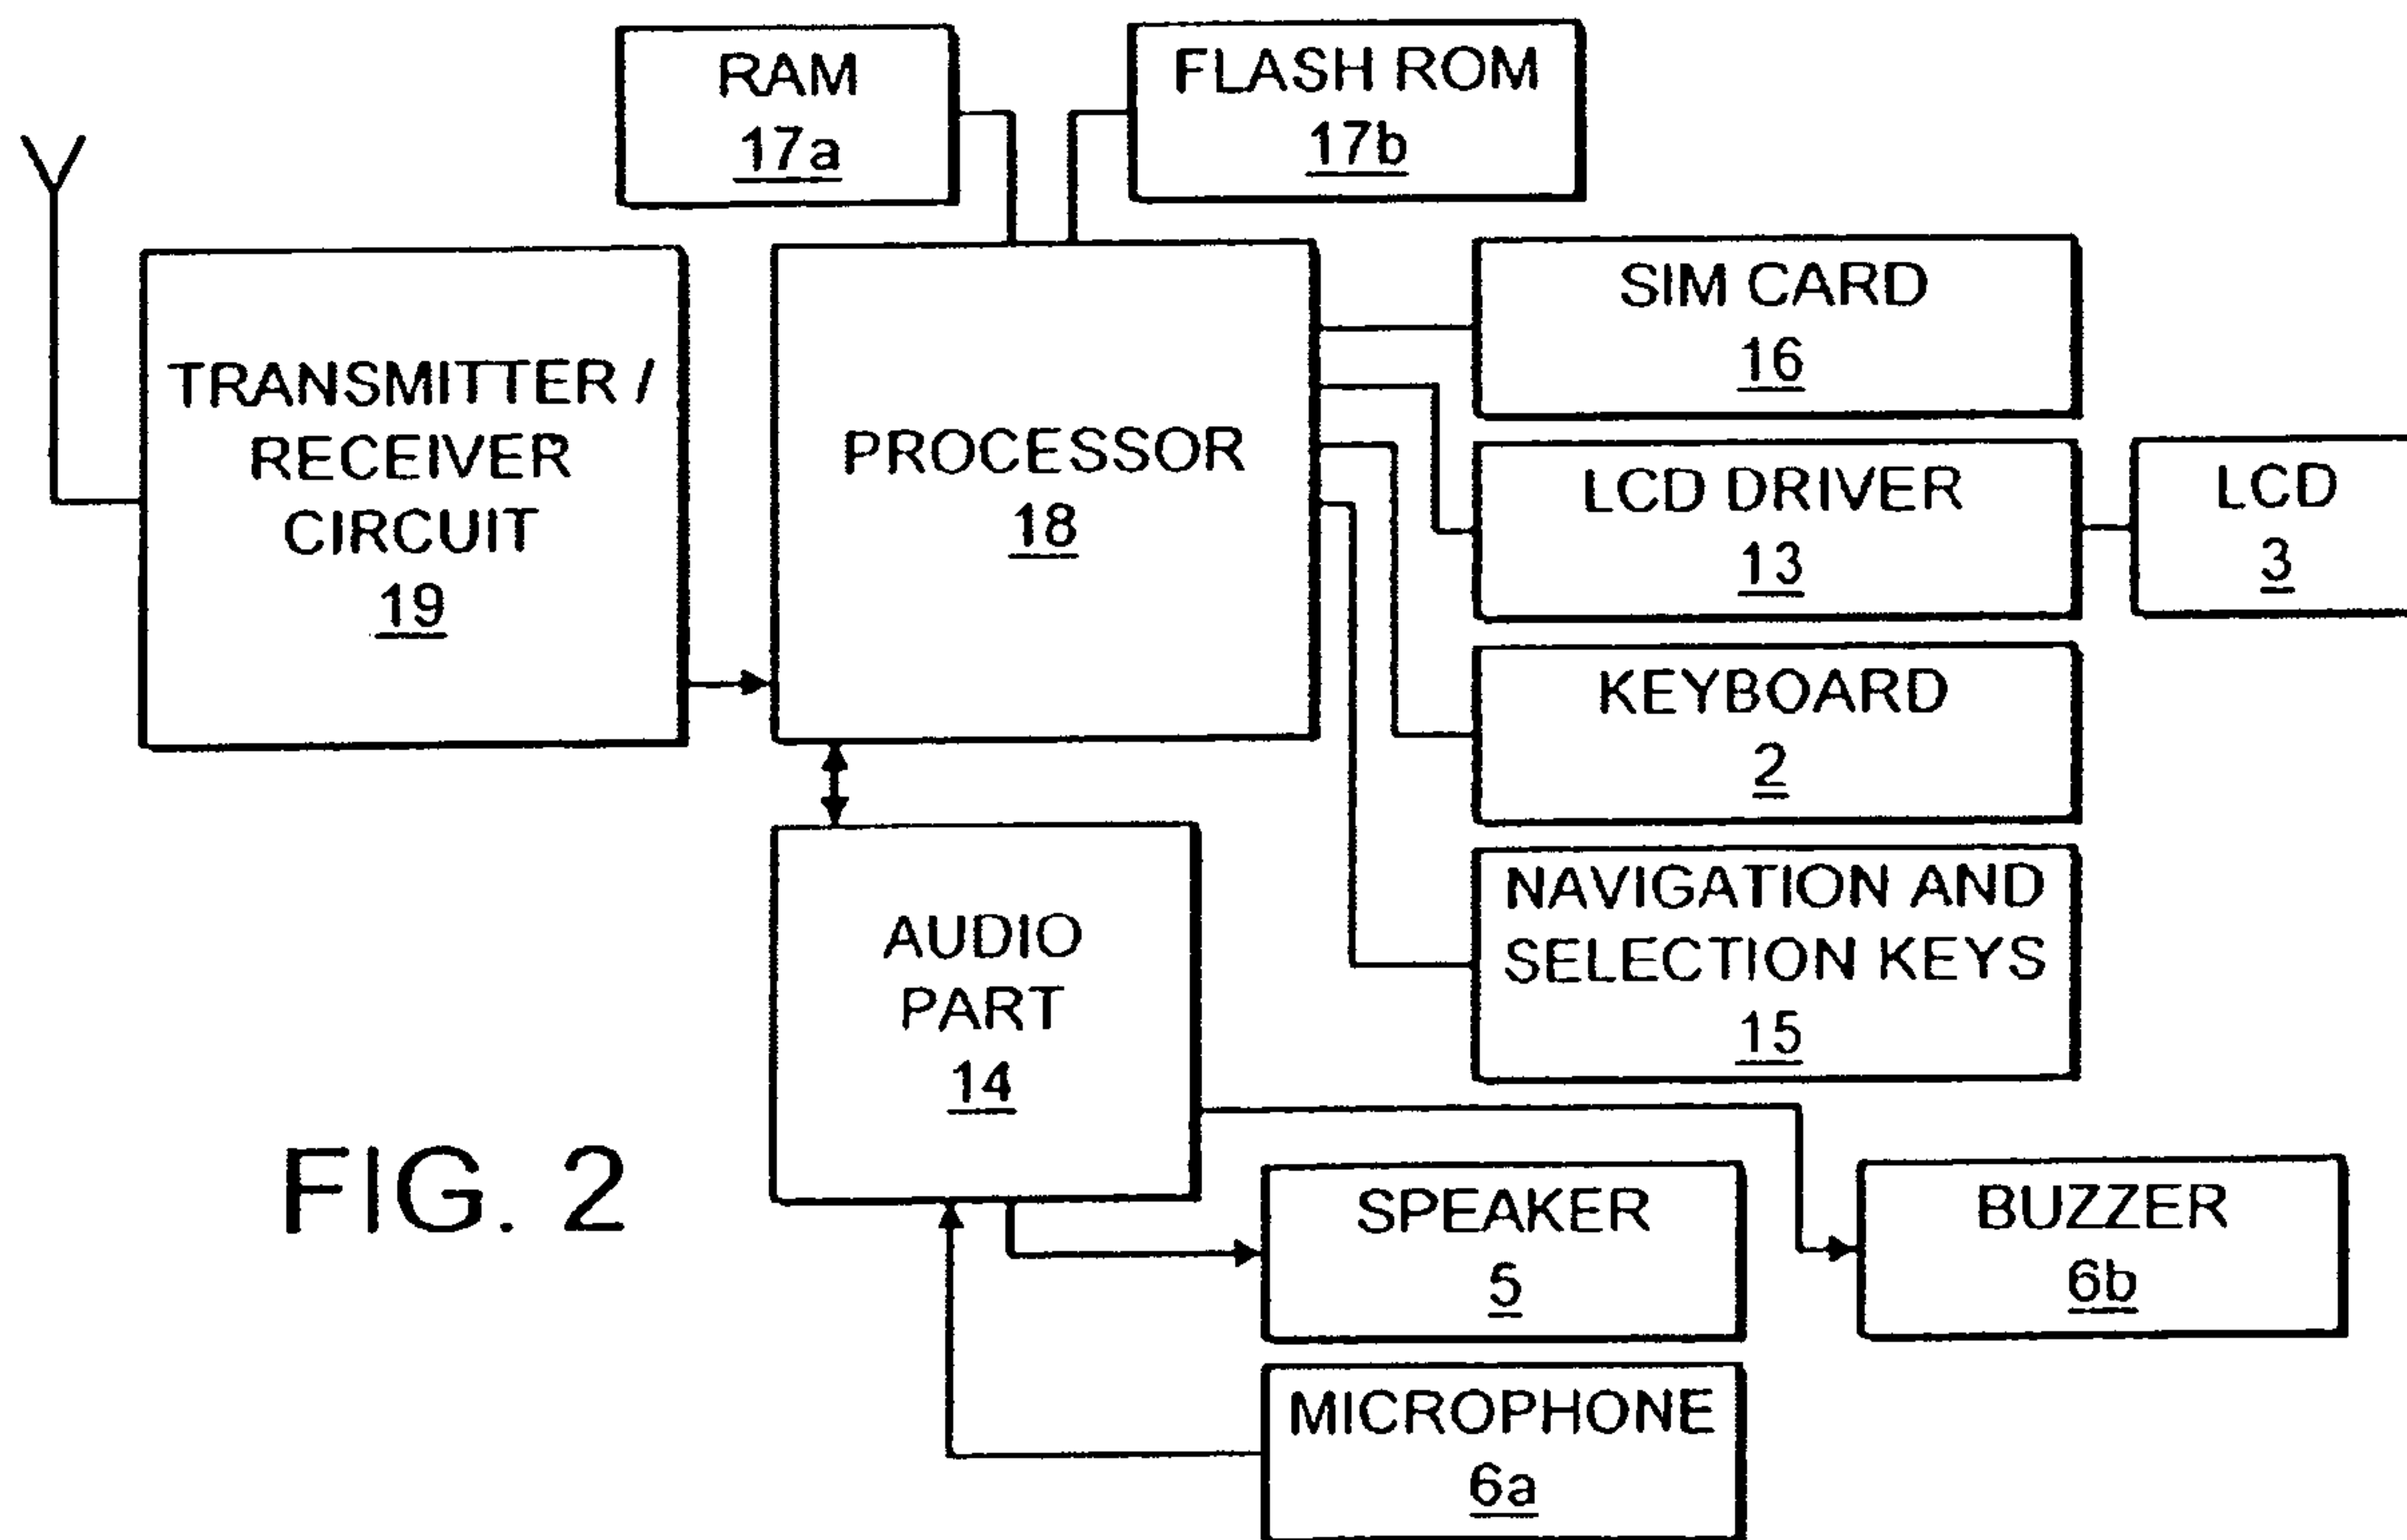 RAM
17a
FLASH ROM
17b
TRANSMITTER /
RECEIVER
CIRCUIT
19
PROCESSOR
18
SIM CARD
16
LCD DRIVER
13
LCD
3
KEYBOARD
2
NAVIGATION AND
SELECTION KEYS
15
AUDIO
PART
14
SPEAKER
5
BUZZER
6b
MICROPHONE
6a
FIG. 2